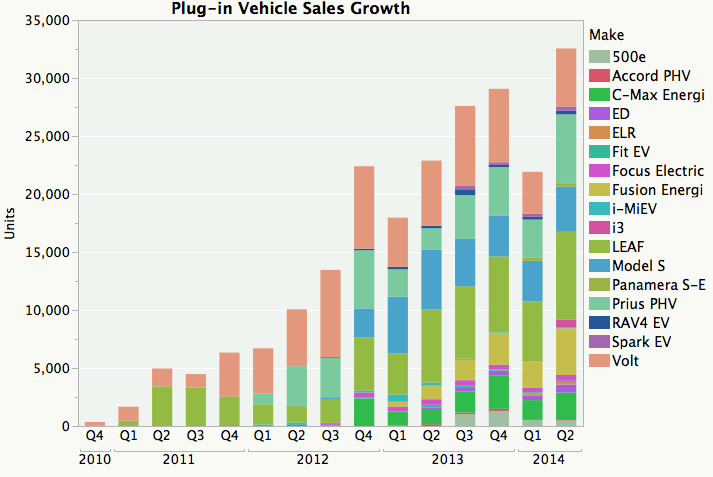 Plug-in Vehicle Sales Growth
35,000
30,000
25,000
20,000
15,000
10,000
5,000
0
Units
Q4 Q1 Q2 Q3 Q4 Q1 Q2 Q3 Q4 Q1 Q2 Q3 Q4 Q1 Q2
2010 2011 2012 2013 2014
Make
500e
Accord PHV
C-Max Energi
ED
ELR
Fit EV
Focus Electric
Fusion Energi
i-MiEV
i3
LEAF
Model S
Panamera S-E
Prius PHV
RAV4 EV
Spark EV
Volt